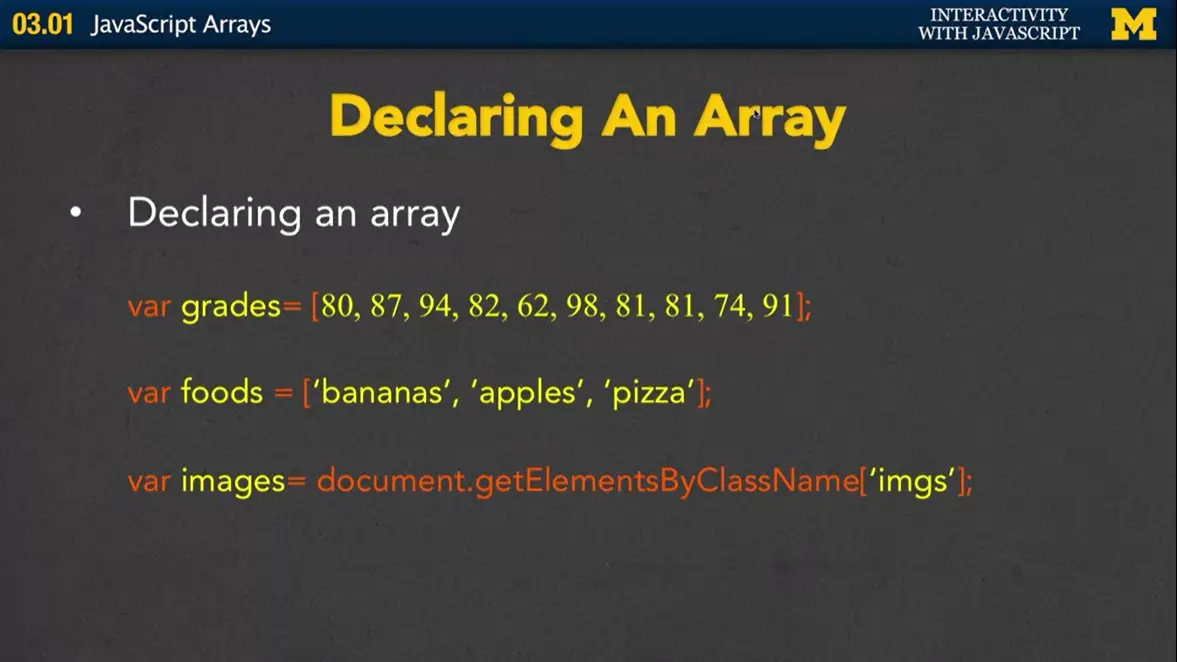 03.01 JavaScript Arrays
INTERACTIVITY
WITH JAVASCRIPT
M
Declaring An Array
• Declaring an array
var grades= [80, 87, 94, 82, 62, 98, 81, 81, 74, 91];
var foods = [‘bananas’, ‘apples’, ‘pizza’];
var images= document.getElementsByClassName[‘imgs’];